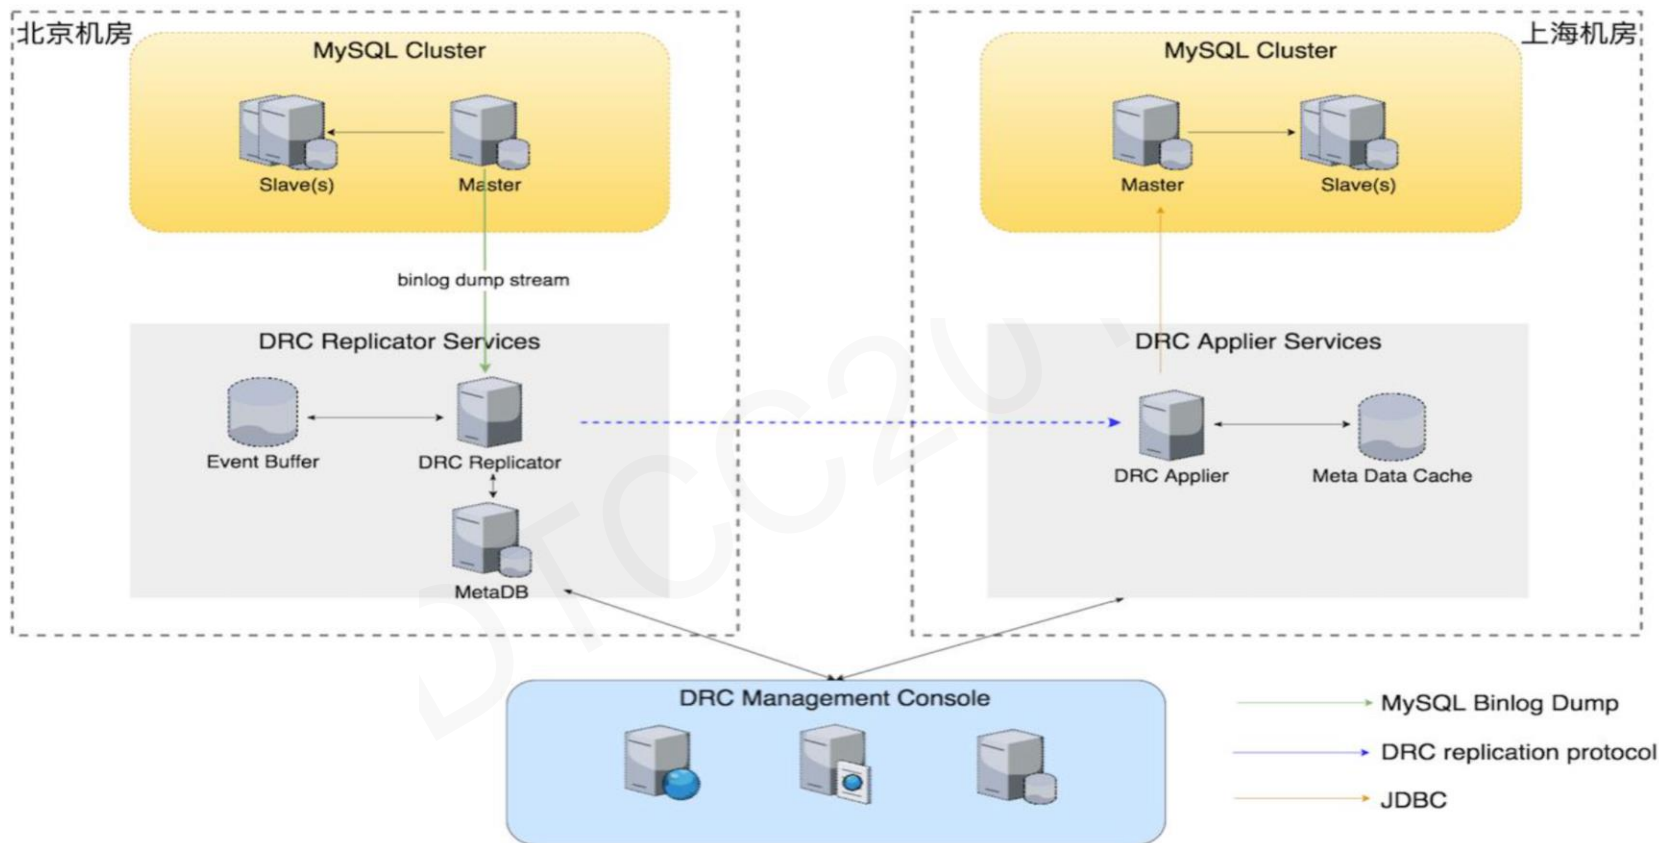 北京机房
MySQL Cluster
Slave(s)
Master
binlog dump stream
DRC Replicator Services
Event Buffer
DRC Replicator
MetaDB
上海机房
MySQL Cluster
Master
Slave(s)
DRC Applier Services
DRC Applier
Meta Data Cache
DRC Management Console
MySQL Binlog Dump
DRC replication protocol
JDBC